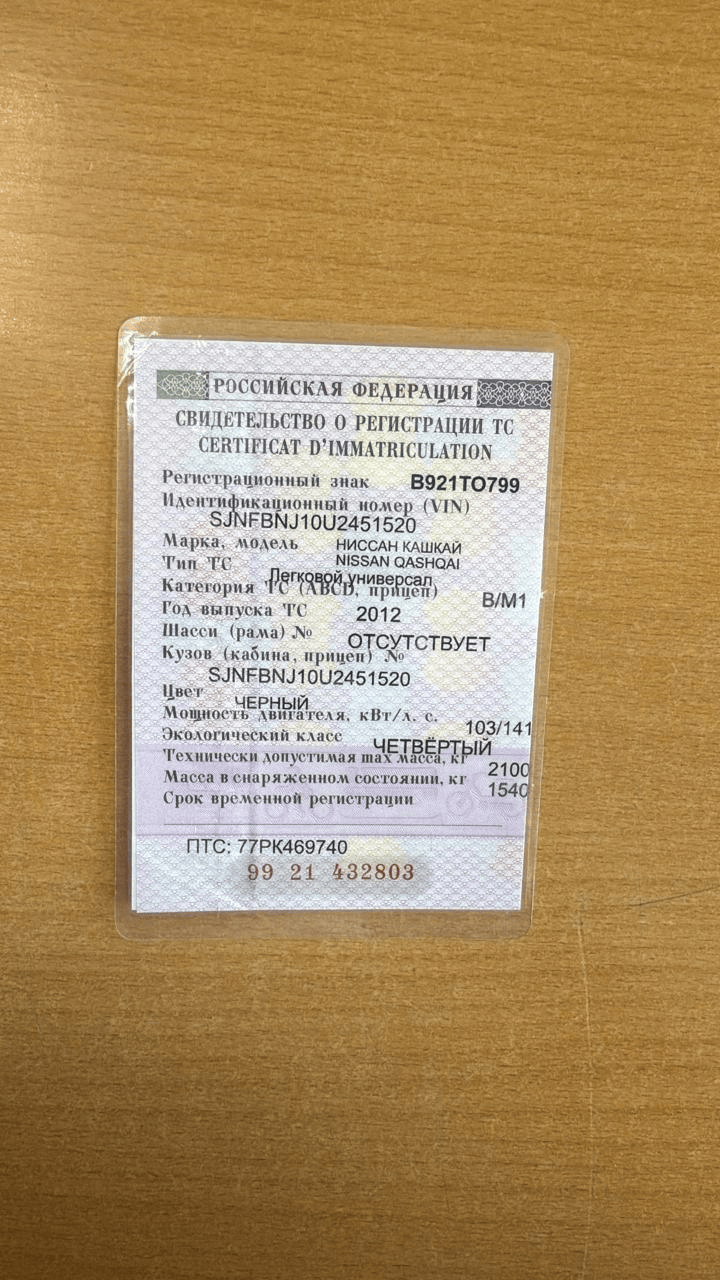 РОССИЙСКАЯ ФЕДЕРАЦИЯ
СВИДЕТЕЛЬСТВО О РЕГИСТРАЦИИ ТС
CERTIFICAT D'IMMATRICULATION
Регистрационный знак В921ТО799
Идентификационный номер (VIN)
SJNFBNJ10U2451520
Марка, модель НИССАН КАШКАЙ
NISSAN QASHQAI
Тип ТС Легковой универсал
Категория ТС (ABCD, прицеп) B/M1
Год выпуска ТС 2012
Шасси (рама) № ОТСУТСТВУЕТ
Кузов (кабина, прицеп) №
SJNFBNJ10U2451520
Цвет ЧЕРНЫЙ
Мощность двигателя, кВт/л. с. 103/141
Экологический класс ЧЕТВЁРТЫЙ
Технически допустимая max масса, кг 2100
Масса в снаряженном состоянии, кг 1540
Срок временной регистрации
ПТС: 77РК469740
99 21 432803